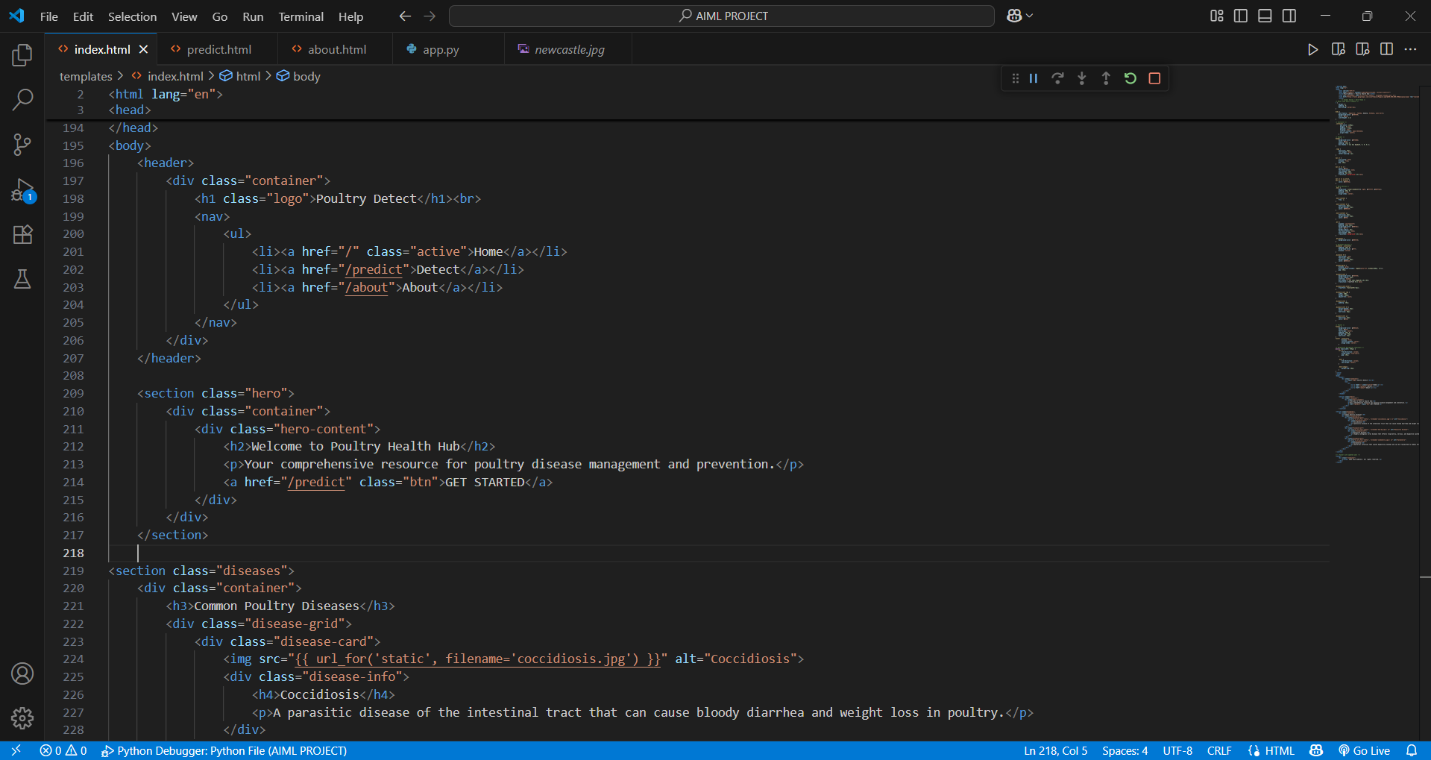 File Edit Selection View Go Run Terminal Help AIML PROJECT
index.html predict.html about.html app.py newcastle.jpg
templates > index.html > html > body
2 <html lang="en">
3 <head>
194 </head>
195 <body>
196 <header>
197 <div class="container">
198 <h1 class="logo">Poultry Detect</h1><br>
199 <nav>
200 <ul>
201 <li><a href="/" class="active">Home</a></li>
202 <li><a href="/predict">Detect</a></li>
203 <li><a href="/about">About</a></li>
204 </ul>
205 </nav>
206 </div>
207 </header>
208
209 <section class="hero">
210 <div class="container">
211 <div class="hero-content">
212 <h2>Welcome to Poultry Health Hub</h2>
213 <p>Your comprehensive resource for poultry disease management and prevention.</p>
214 <a href="/predict" class="btn">GET STARTED</a>
215 </div>
216 </div>
217 </section>
218
219 <section class="diseases">
220 <div class="container">
221 <h3>Common Poultry Diseases</h3>
222 <div class="disease-grid">
223 <div class="disease-card">
224 <img src="{{ url_for('static', filename='coccidiosis.jpg') }}" alt="Coccidiosis">
225 <div class="disease-info">
226 <h4>Coccidiosis</h4>
227 <p>A parasitic disease of the intestinal tract that can cause bloody diarrhea and weight loss in poultry.</p>
228 </div>
1
0 0 Python Debugger: Python File (AIML PROJECT) Ln 218, Col 5 Spaces: 4 UTF-8 CRLF HTML Go Live